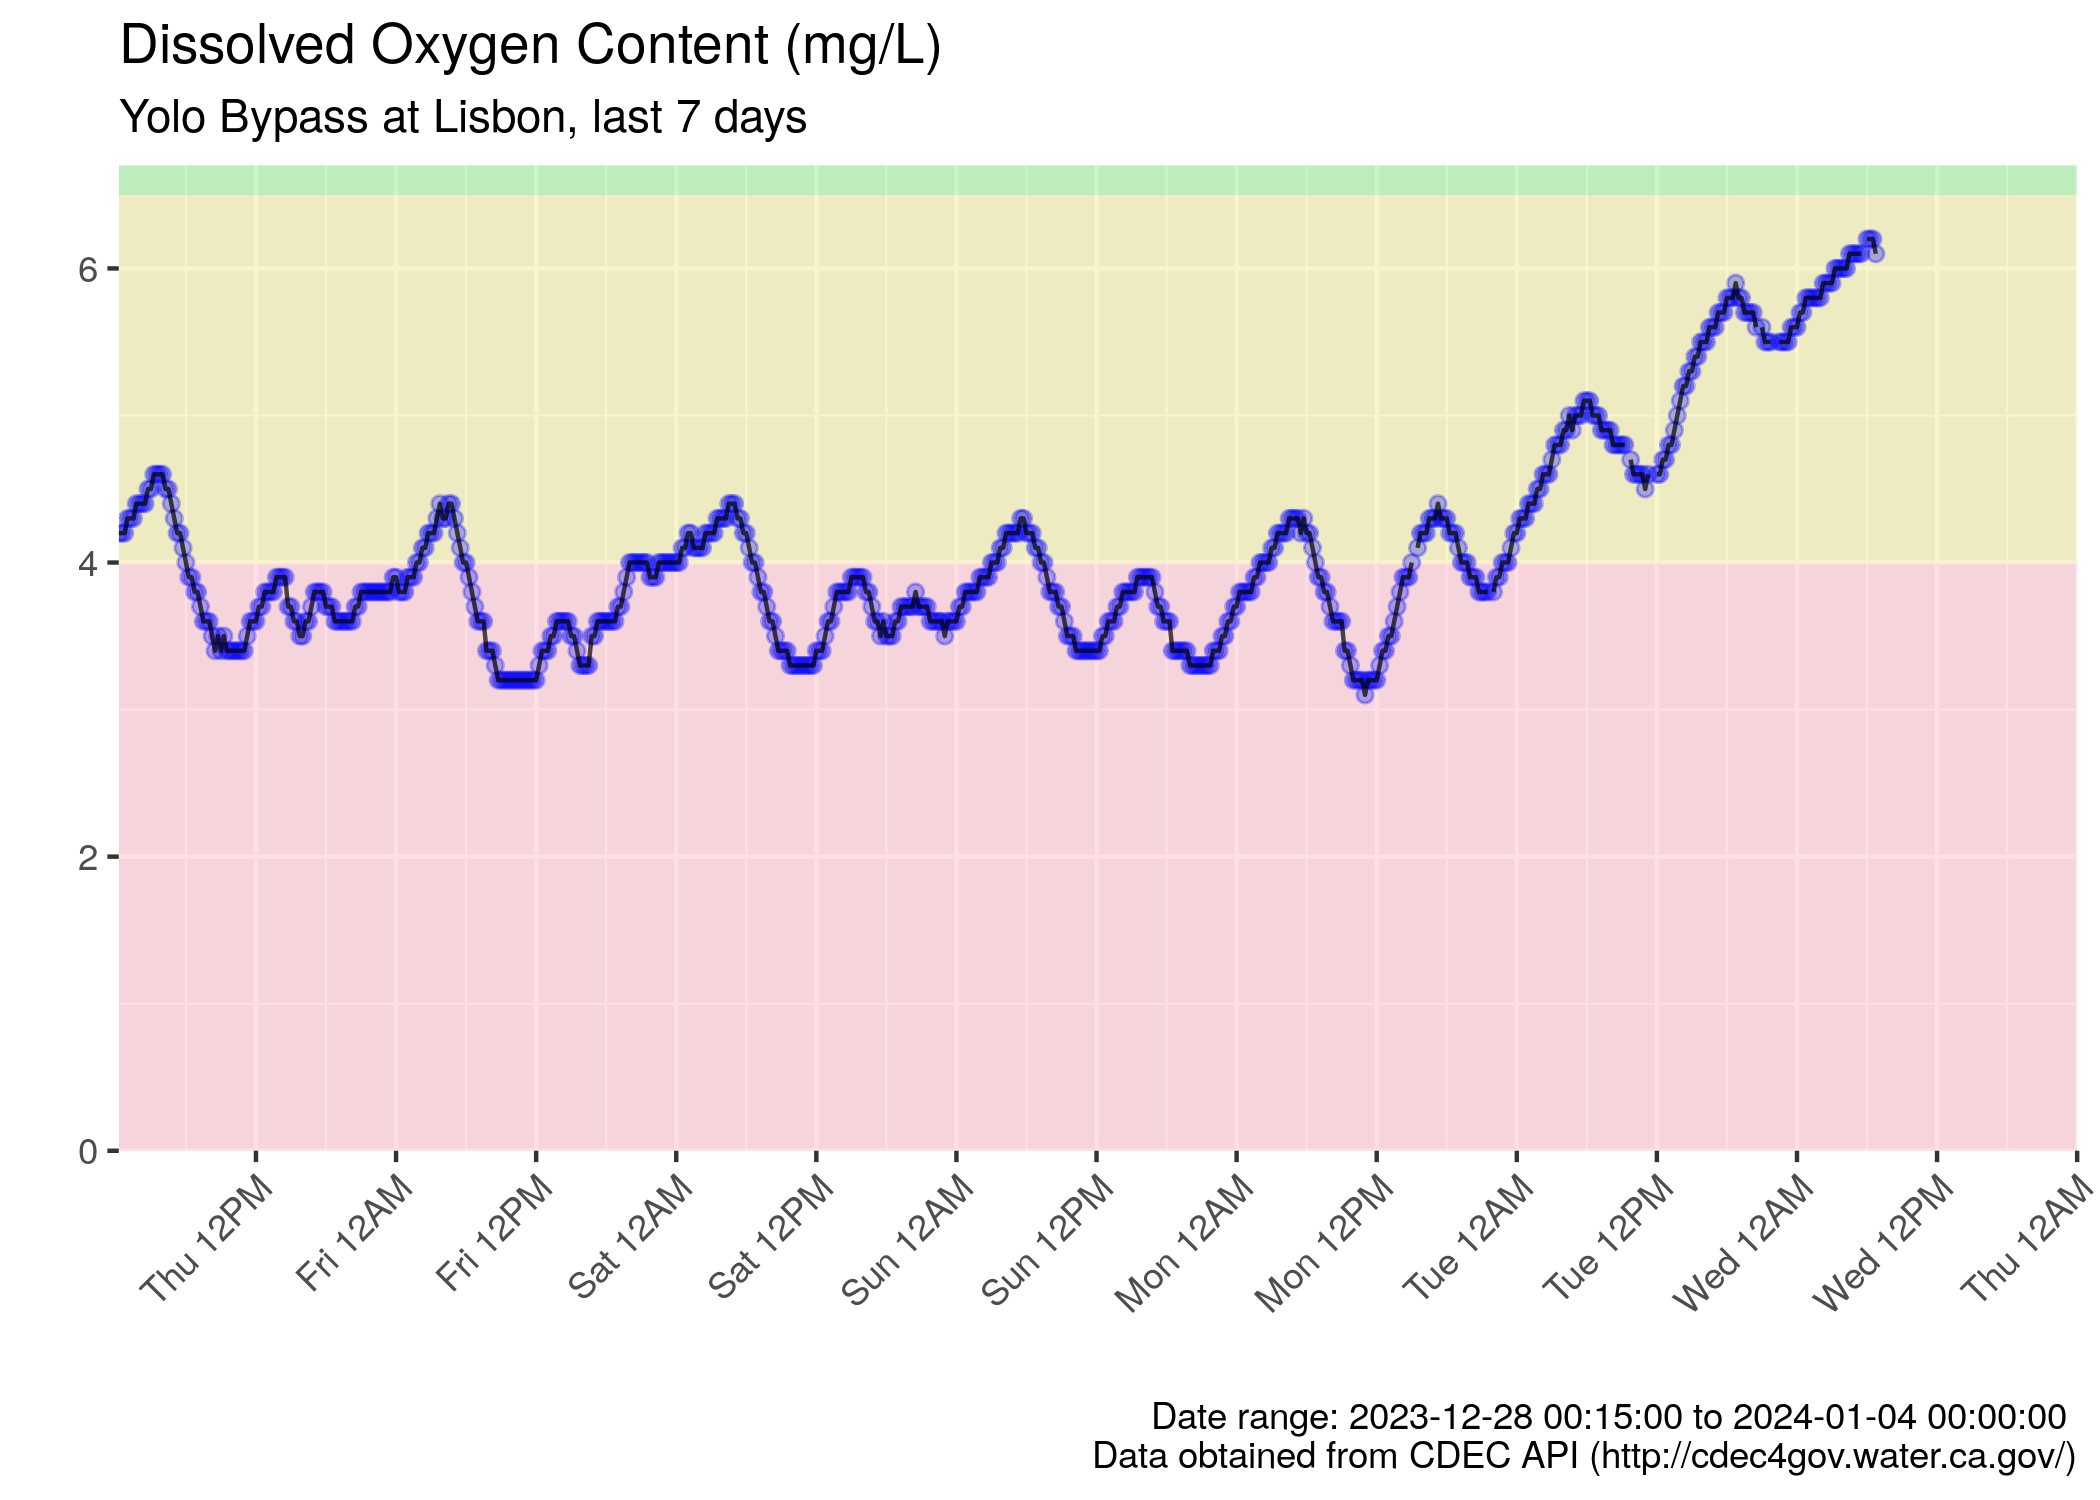 Dissolved Oxygen Content (mg/L)
Yolo Bypass at Lisbon, last 7 days
6
4
2
0
Thu 12PM
Fri 12AM
Fri 12PM
Sat 12AM
Sat 12PM
Sun 12AM
Sun 12PM
Mon 12AM
Mon 12PM
Tue 12AM
Tue 12PM
Wed 12AM
Wed 12PM
Thu 12AM
Date range: 2023-12-28 00:15:00 to 2024-01-04 00:00:00
Data obtained from CDEC API (http://cdec4gov.water.ca.gov/)